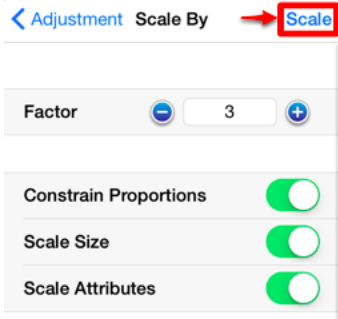 Adjustment Scale By Scale
Factor 3
Constrain Proportions
Scale Size
Scale Attributes